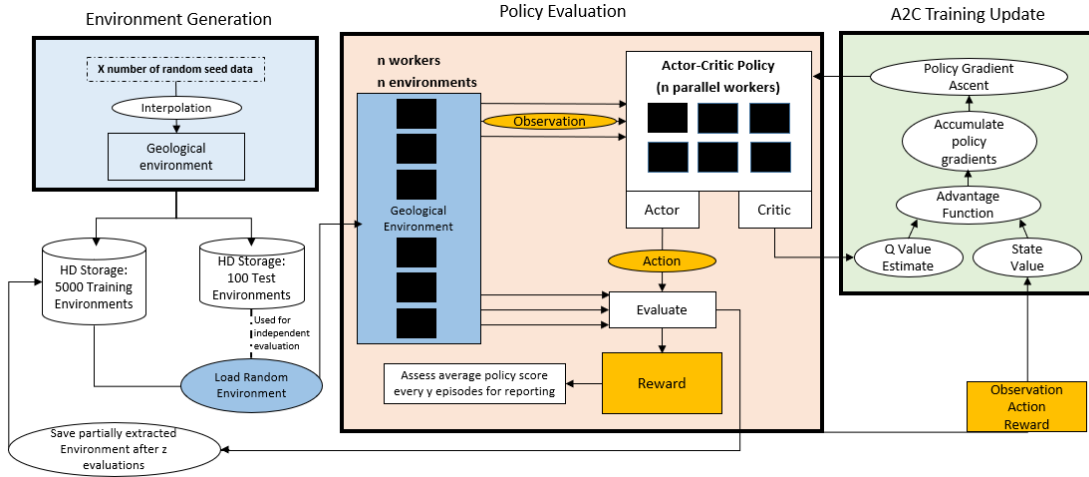 Environment Generation
X number of random seed data
Interpolation
Geological
environment
HD Storage:
5000 Training
Environments
HD Storage:
100 Test
Environments
Used for
independent
evaluation
Load Random
Environment
Save partially extracted
Environment after z
evaluations
Policy Evaluation
n workers
n environments
Geological
Environment
Observation
Actor-Critic Policy
(n parallel workers)
Actor
Critic
Action
Evaluate
Reward
Assess average policy score
every y episodes for reporting
A2C Training Update
Policy Gradient
Ascent
Accumulate
policy
gradients
Advantage
Function
Q Value
Estimate
State
Value
Observation
Action
Reward